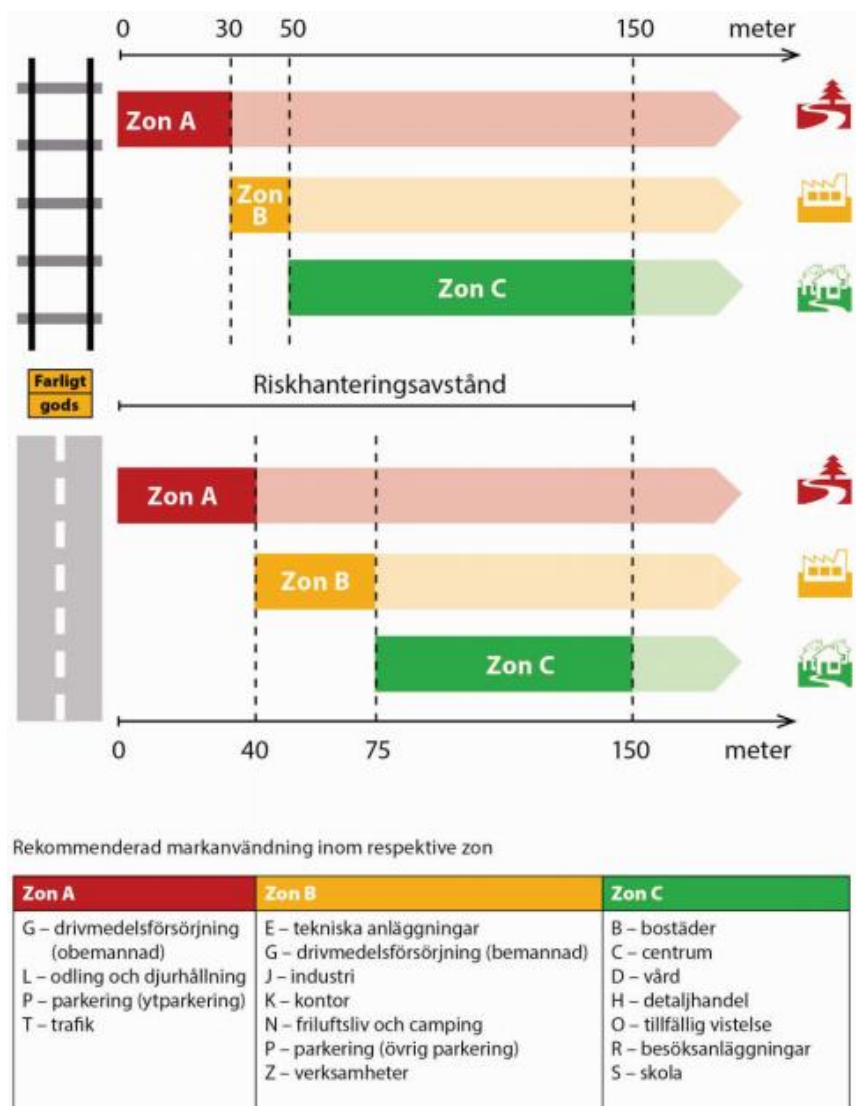 0 30 50 150 meter
Zon A
Zon
B
Zon C
Farligt
gods
Riskhanteringsavstånd
Zon A
Zon B
Zon C
0 40 75 150 meter
Rekommenderad markanvändning inom respektive zon
Zon A
G – drivmedelsförsörjning
(obemannad)
L – odling och djurhållning
P – parkering (ytparkering)
T – trafik
Zon B
E – tekniska anläggningar
G – drivmedelsförsörjning (bemannad)
J – industri
K – kontor
N – friluftsliv och camping
P – parkering (övrig parkering)
Z – verksamheter
Zon C
B – bostäder
C – centrum
D – vård
H – detaljhandel
O – tillfällig vistelse
R – besöksanläggningar
S – skola